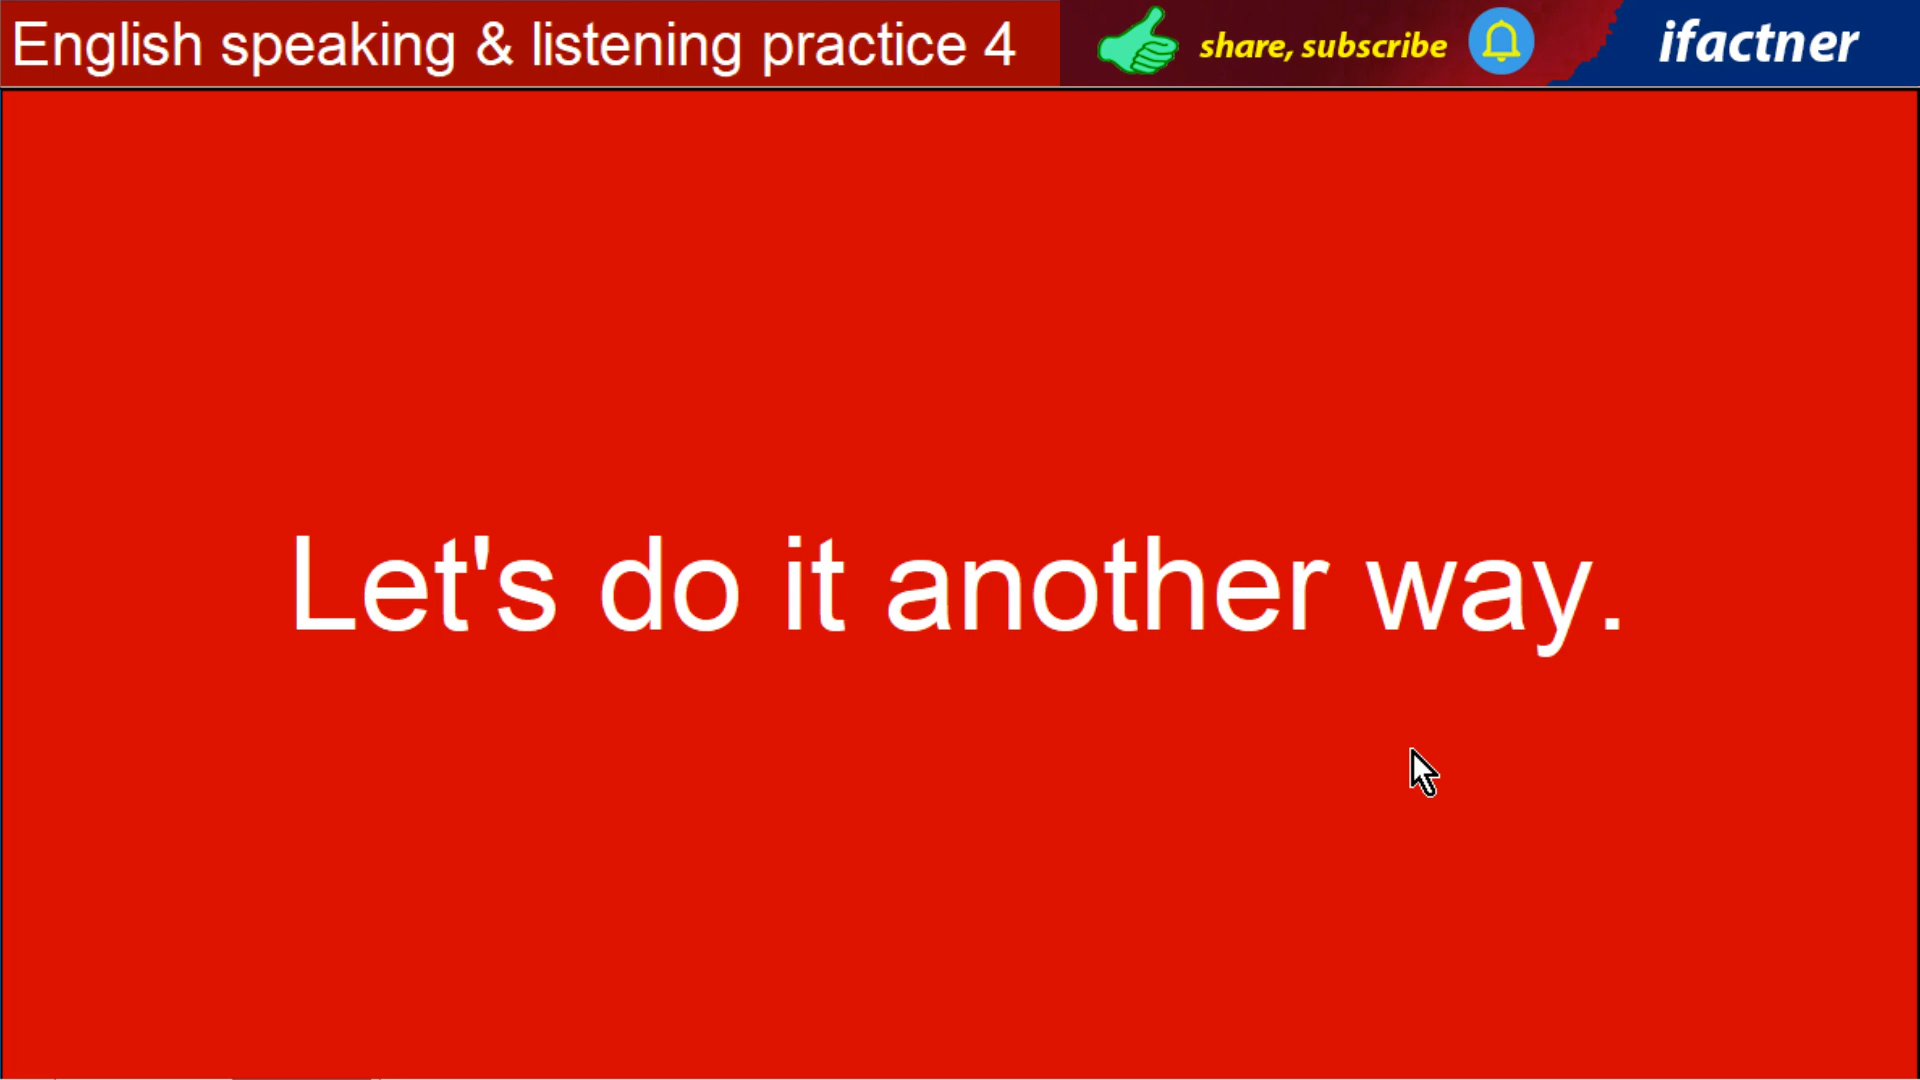 English speaking & listening practice 4
share, subscribe
ifactner
Let's do it another way.